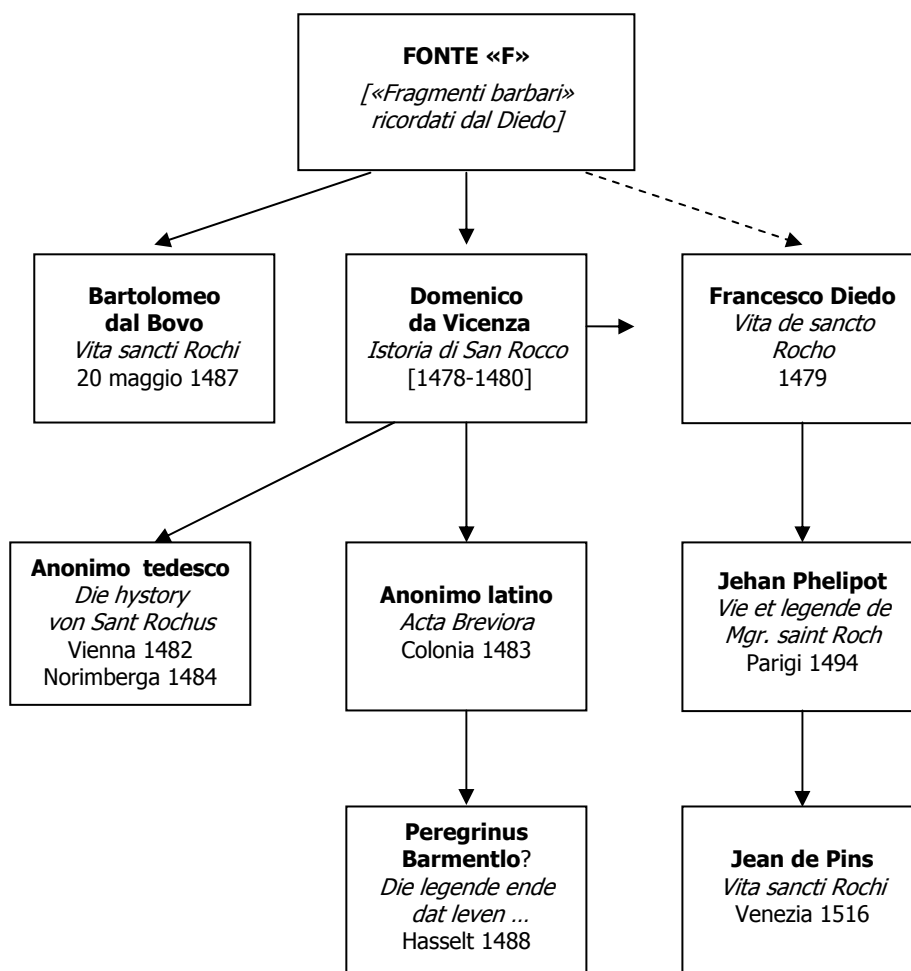 FONTE «F»
[«Fragmenti barbari»
ricordati dal Diedo]
Bartolomeo
dal Bovo
Vita sancti Rochi
20 maggio 1487
Domenico
da Vicenza
Istoria di San Rocco
[1478-1480]
Francesco Diedo
Vita de sancto
Rocho
1479
Anonimo tedesco
Die hystory
von Sant Rochus
Vienna 1482
Norimberga 1484
Anonimo latino
Acta Breviora
Colonia 1483
Jehan Phelipot
Vie et legende de
Mgr. saint Roch
Parigi 1494
Peregrinus
Barmentlo?
Die legende ende
dat leven …
Hasselt 1488
Jean de Pins
Vita sancti Rochi
Venezia 1516